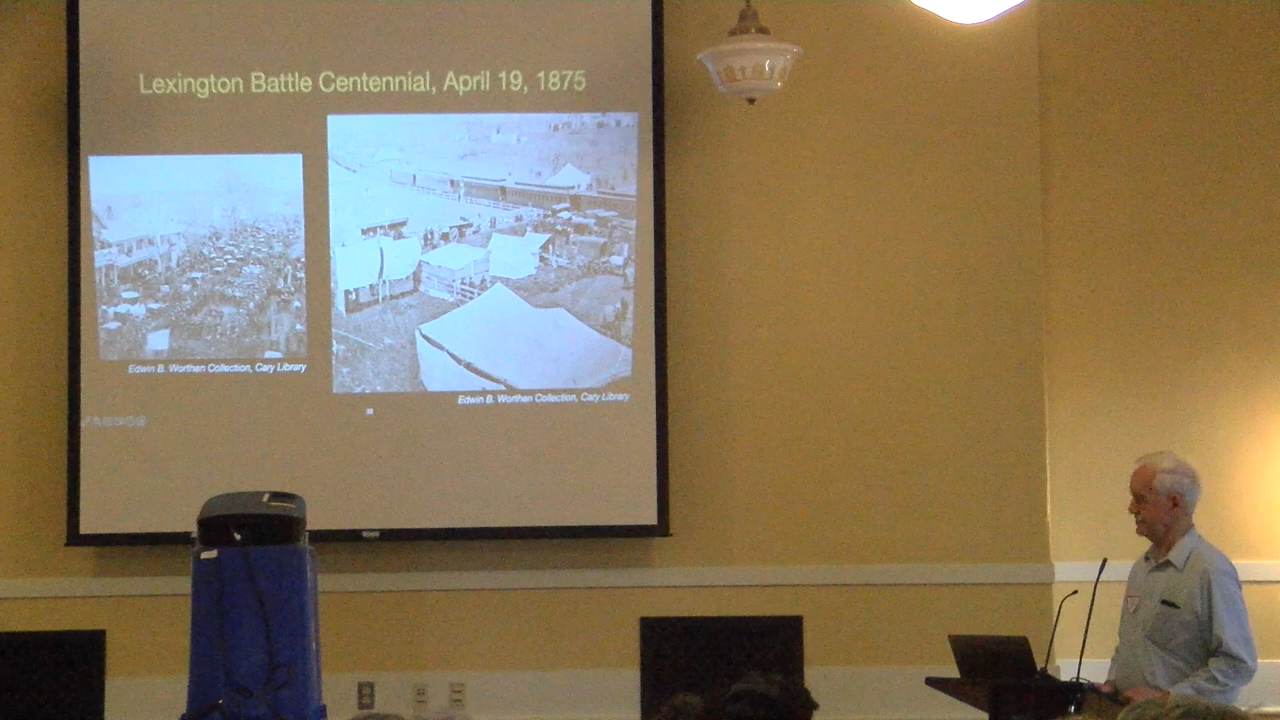 Lexington Battle Centennial, April 19, 1875
Edwin B. Worthen Collection, Cary Library
Edwin B. Worthen Collection, Cary Library